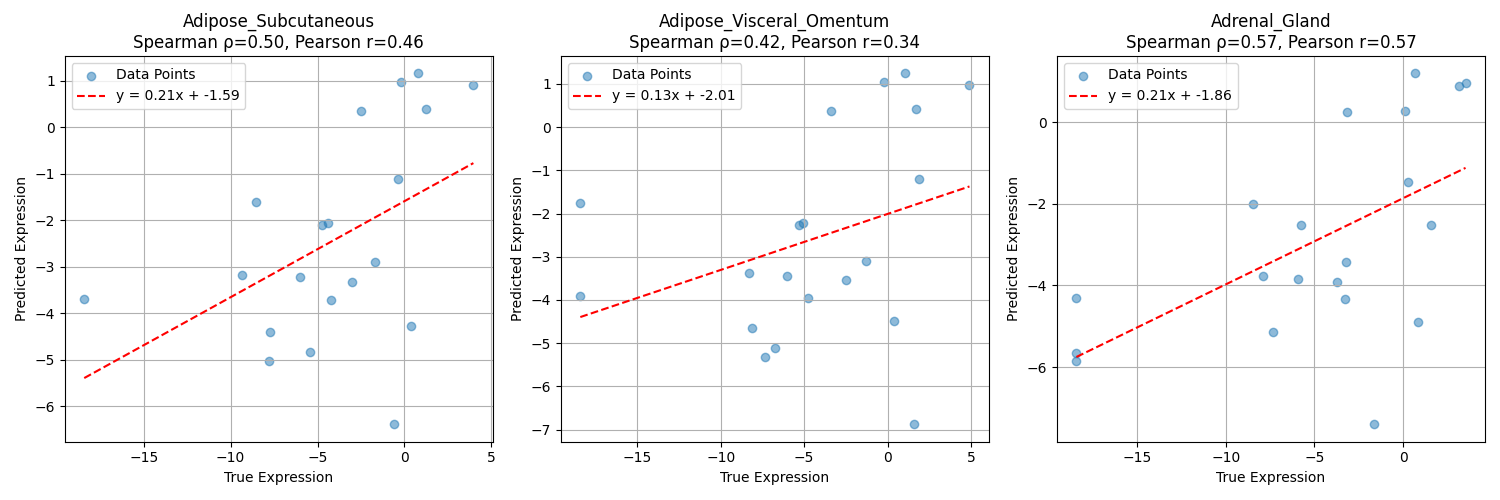 Adipose_Subcutaneous
Spearman ρ=0.50, Pearson r=0.46
Data Points
y = 0.21x + -1.59
1
0
−1
−2
−3
−4
−5
−6
−15
−10
−5
0
5
Predicted Expression
True Expression
Adipose_Visceral_Omentum
Spearman ρ=0.42, Pearson r=0.34
Data Points
y = 0.13x + -2.01
1
0
−1
−2
−3
−4
−5
−6
−7
−15
−10
−5
0
5
Predicted Expression
True Expression
Adrenal_Gland
Spearman ρ=0.57, Pearson r=0.57
Data Points
y = 0.21x + -1.86
0
−2
−4
−6
−15
−10
−5
0
Predicted Expression
True Expression